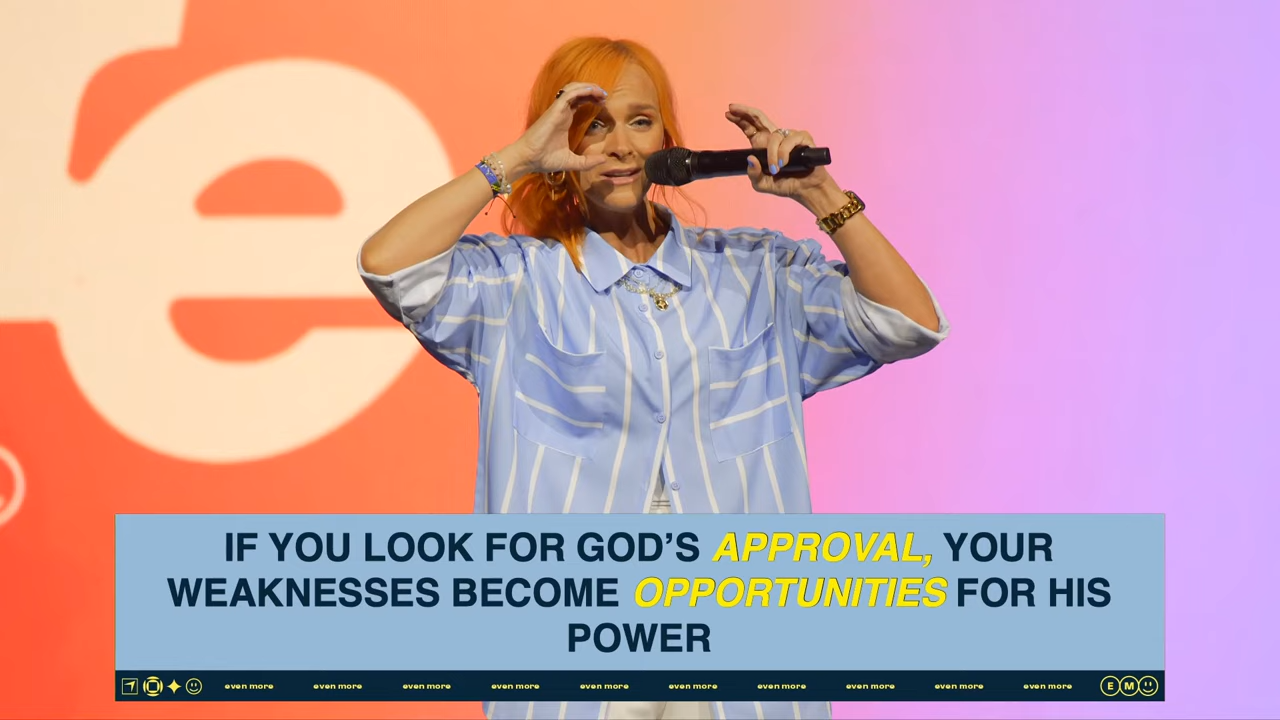 e
IF YOU LOOK FOR GOD’S APPROVAL, YOUR
WEAKNESSES BECOME OPPORTUNITIES FOR HIS
POWER
even more even more even more even more even more even more even more even more even more even more E M